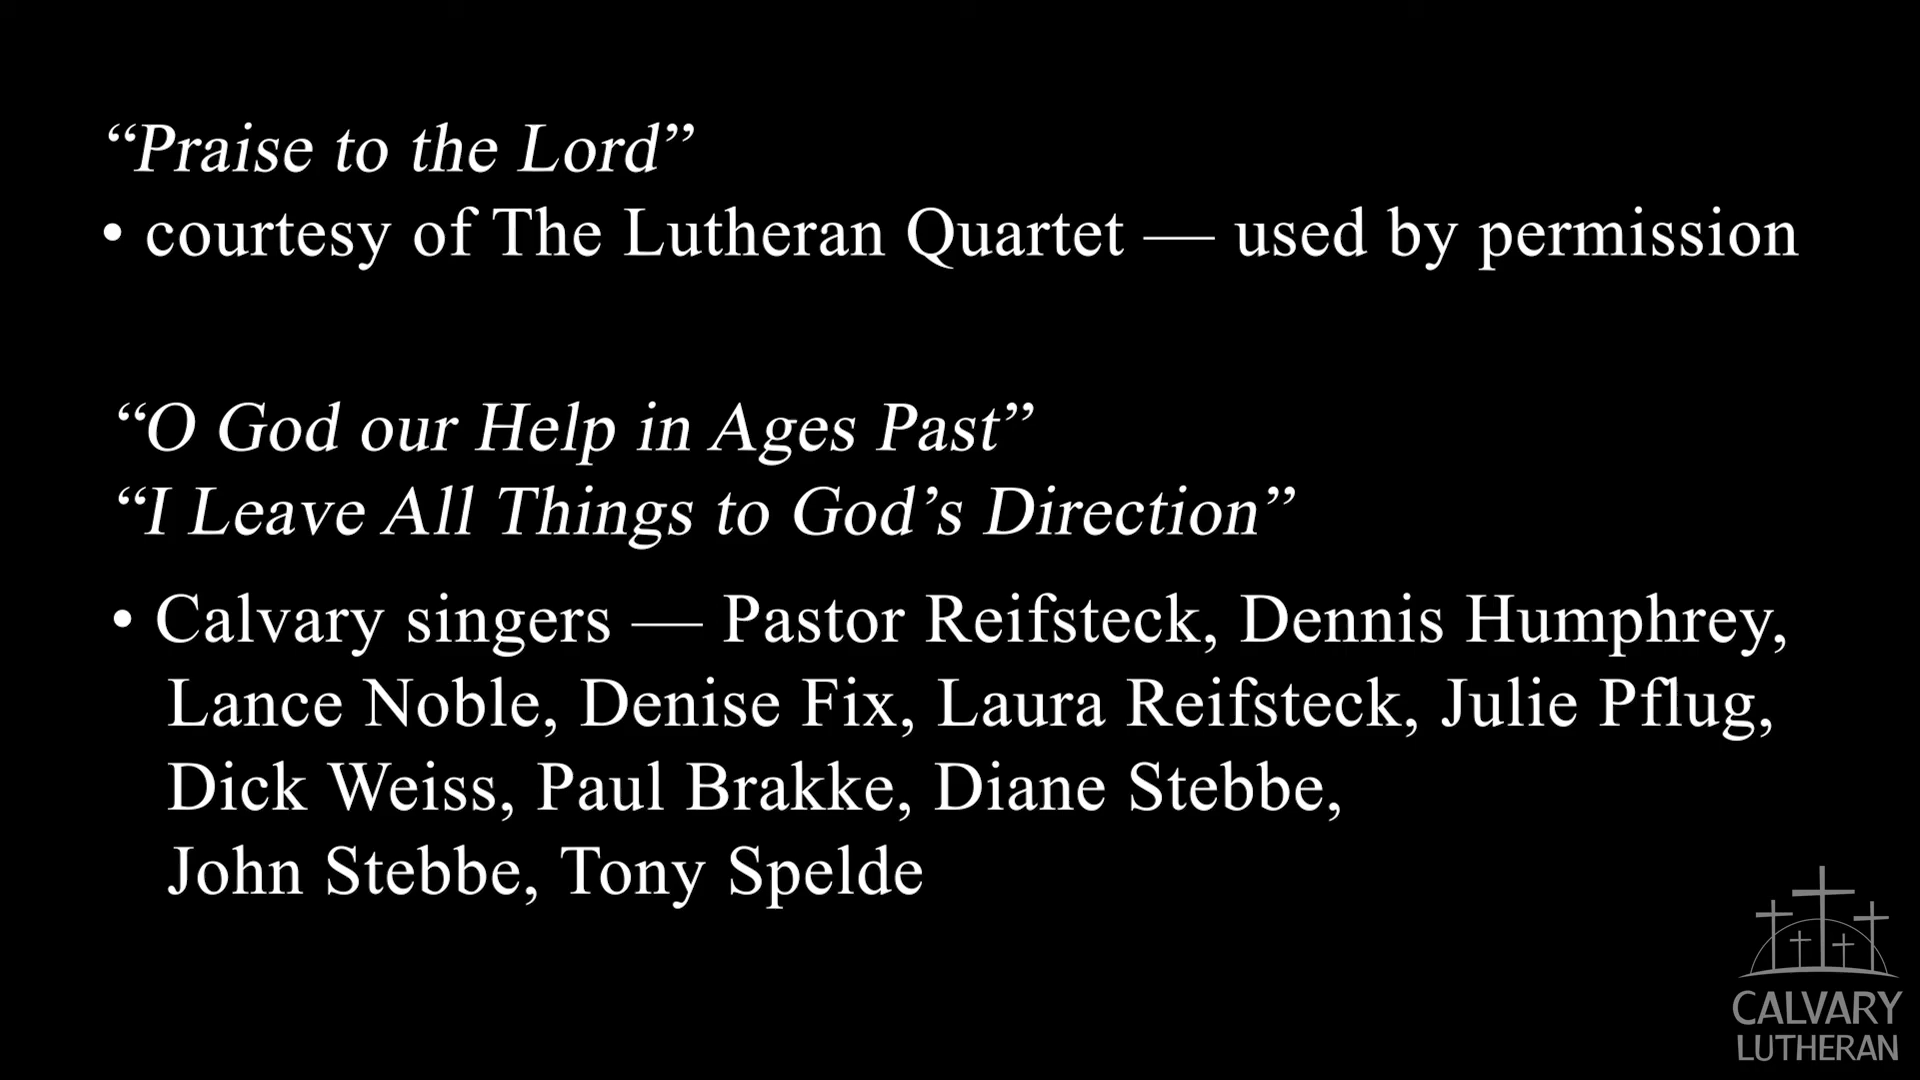 “Praise to the Lord”
• courtesy of The Lutheran Quartet — used by permission
“O God our Help in Ages Past”
“I Leave All Things to God’s Direction”
• Calvary singers — Pastor Reifsteck, Dennis Humphrey,
Lance Noble, Denise Fix, Laura Reifsteck, Julie Pflug,
Dick Weiss, Paul Brakke, Diane Stebbe,
John Stebbe, Tony Spelde
CALVARY
LUTHERAN